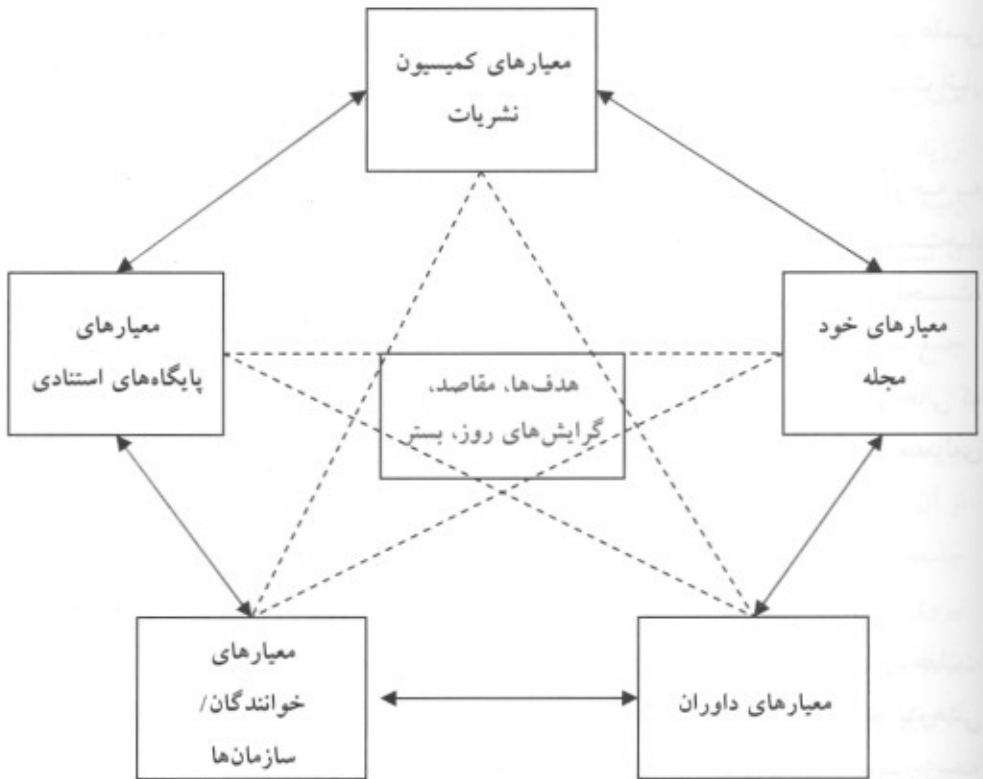 معیارهای کمیسیون
نشریات
معیارهای خود
مجله
معیارهای
پایگاه‌های استنادی
هدف‌ها، مقاصد،
گرایش‌های روز، بستر
معیارهای داوران
معیارهای
خوانندگان/
سازمان‌ها